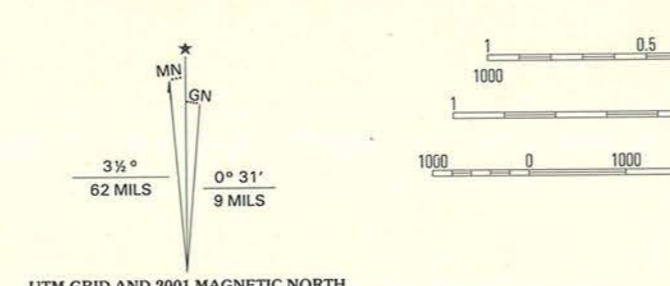 MN
GN
3½°
62 MILS
0° 31'
9 MILS
UTM GRID AND 2001 MAGNETIC NORTH
1 0.5
1000
1
1000 0 1000